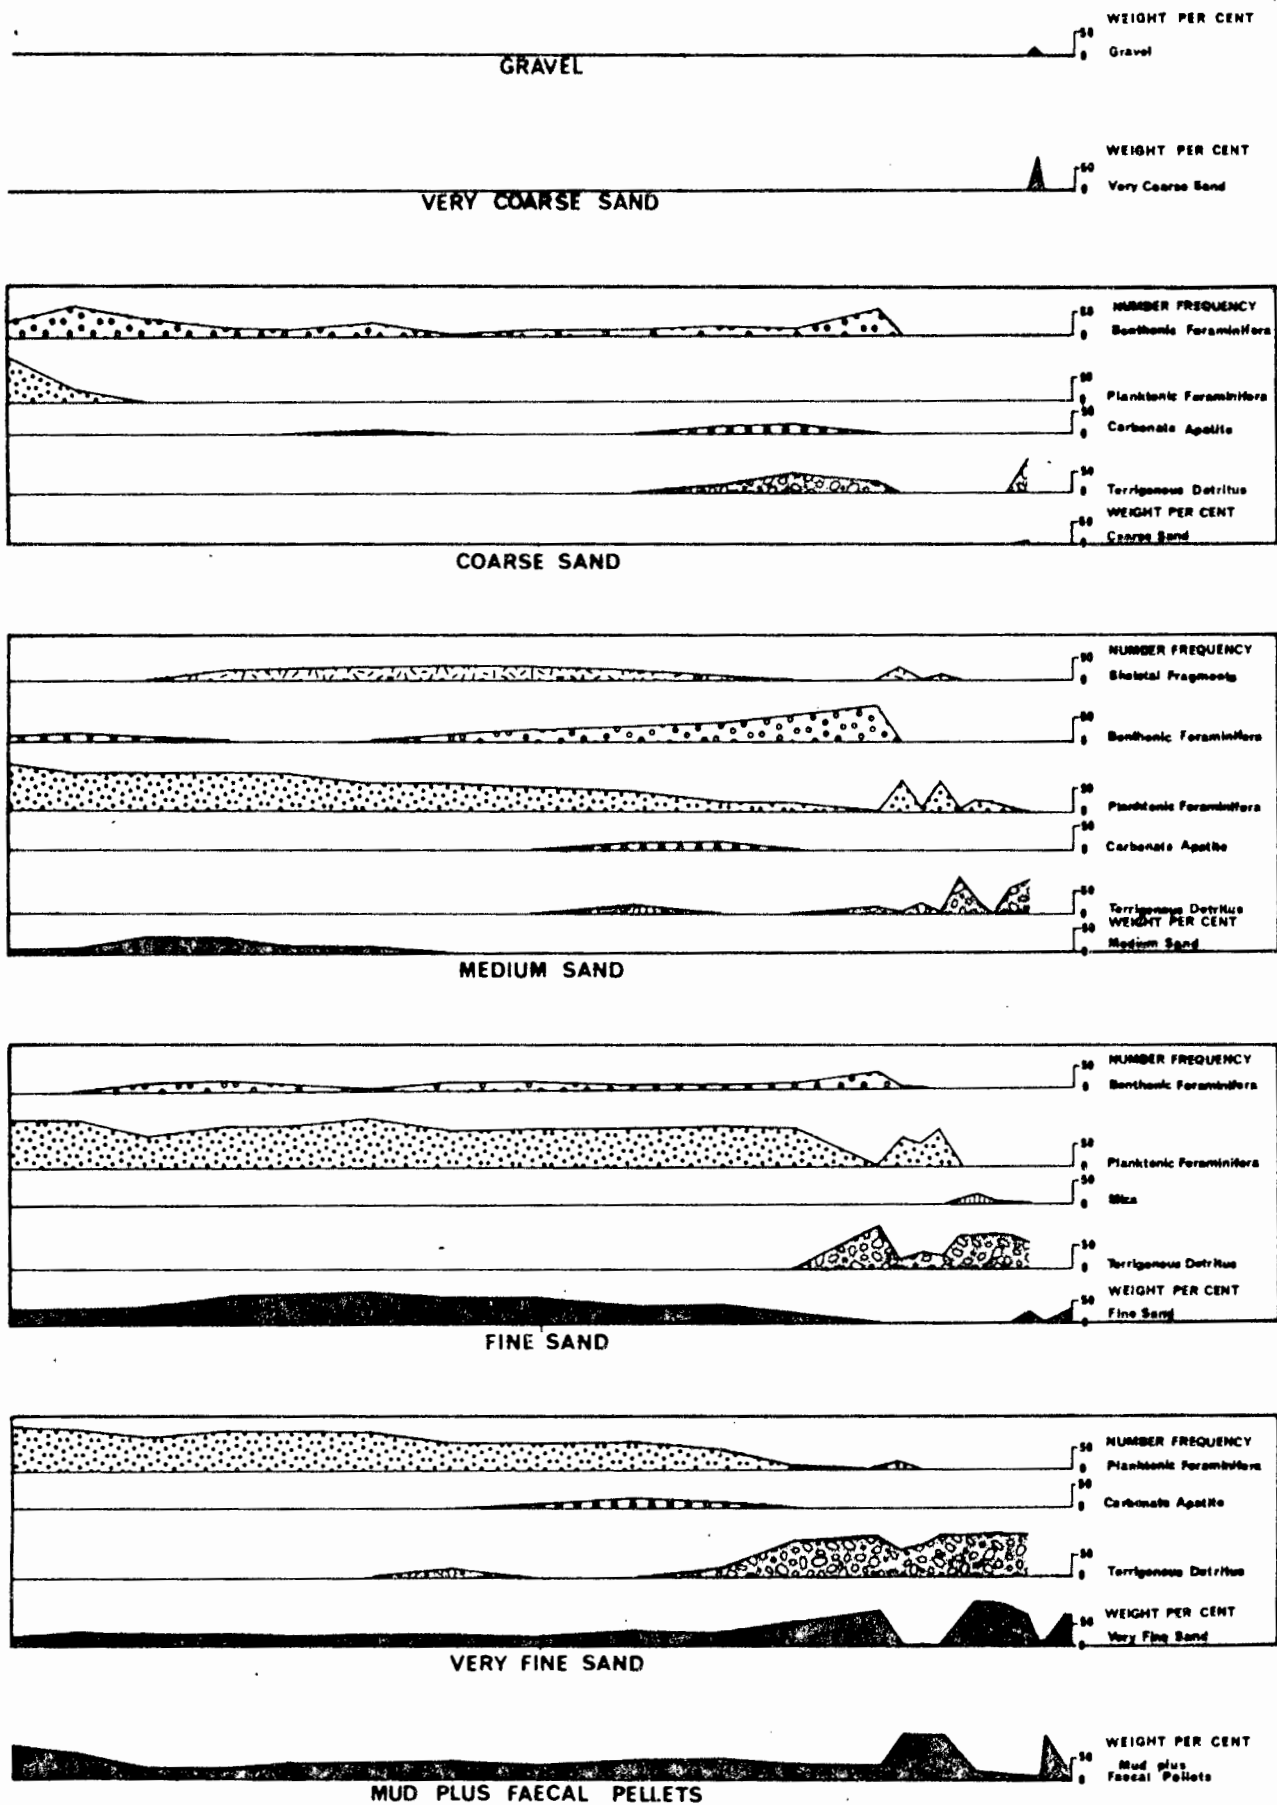 WEIGHT PER CENT
50
Gravel
0
GRAVEL
WEIGHT PER CENT
50
Very Coarse Sand
0
VERY COARSE SAND
NUMBER FREQUENCY
50
Benthonic Foraminifera
0
50
Planktonic Foraminifera
0
50
Carbonate Apatite
0
50
Terrigenous Detritus
0
WEIGHT PER CENT
50
Coarse Sand
0
COARSE SAND
NUMBER FREQUENCY
50
Skeletal Fragments
0
50
Benthonic Foraminifera
0
50
Planktonic Foraminifera
0
50
Carbonate Apatite
0
50
Terrigenous Detritus
0
WEIGHT PER CENT
50
Medium Sand
0
MEDIUM SAND
NUMBER FREQUENCY
50
Benthonic Foraminifera
0
50
Planktonic Foraminifera
0
50
Mica
0
50
Terrigenous Detritus
0
WEIGHT PER CENT
50
Fine Sand
0
FINE SAND
NUMBER FREQUENCY
50
Planktonic Foraminifera
0
50
Carbonate Apatite
0
50
Terrigenous Detritus
0
WEIGHT PER CENT
50
Very Fine Sand
0
VERY FINE SAND
WEIGHT PER CENT
50
Mud plus
Faecal Pellets
0
MUD PLUS FAECAL PELLETS